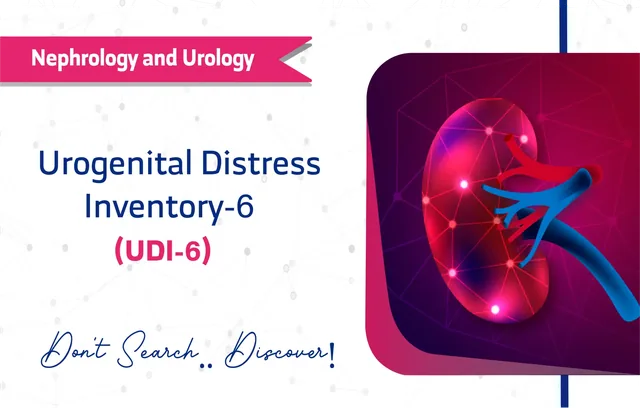 Nephrology and Urology
Urogenital Distress
Inventory-6
(UDI-6)
Don't Search.. Discover!